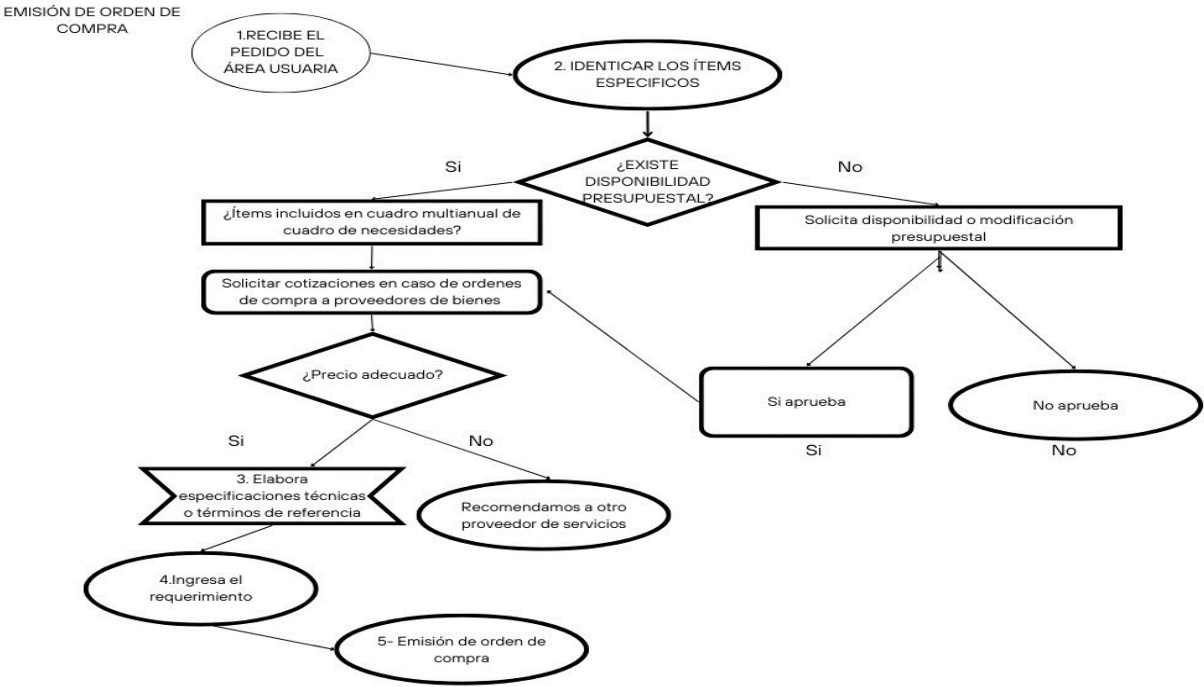 EMISIÓN DE ORDEN DE
COMPRA
1.RECIBE EL
PEDIDO DEL
ÁREA USUARIA
2. IDENTICAR LOS ÍTEMS
ESPECIFICOS
Si
¿EXISTE
DISPONIBILIDAD
PRESUPUESTAL?
No
¿Ítems incluidos en cuadro multianual de
cuadro de necesidades?
Solicita disponibilidad o modificación
presupuestal
Solicitar cotizaciones en caso de ordenes
de compra a proveedores de bienes
¿Precio adecuado?
Si aprueba
No aprueba
Si
No
Si
No
3. Elabora
especificaciones técnicas
o términos de referencia
Recomendamos a otro
proveedor de servicios
4.Ingresa el
requerimiento
5- Emisión de orden de
compra